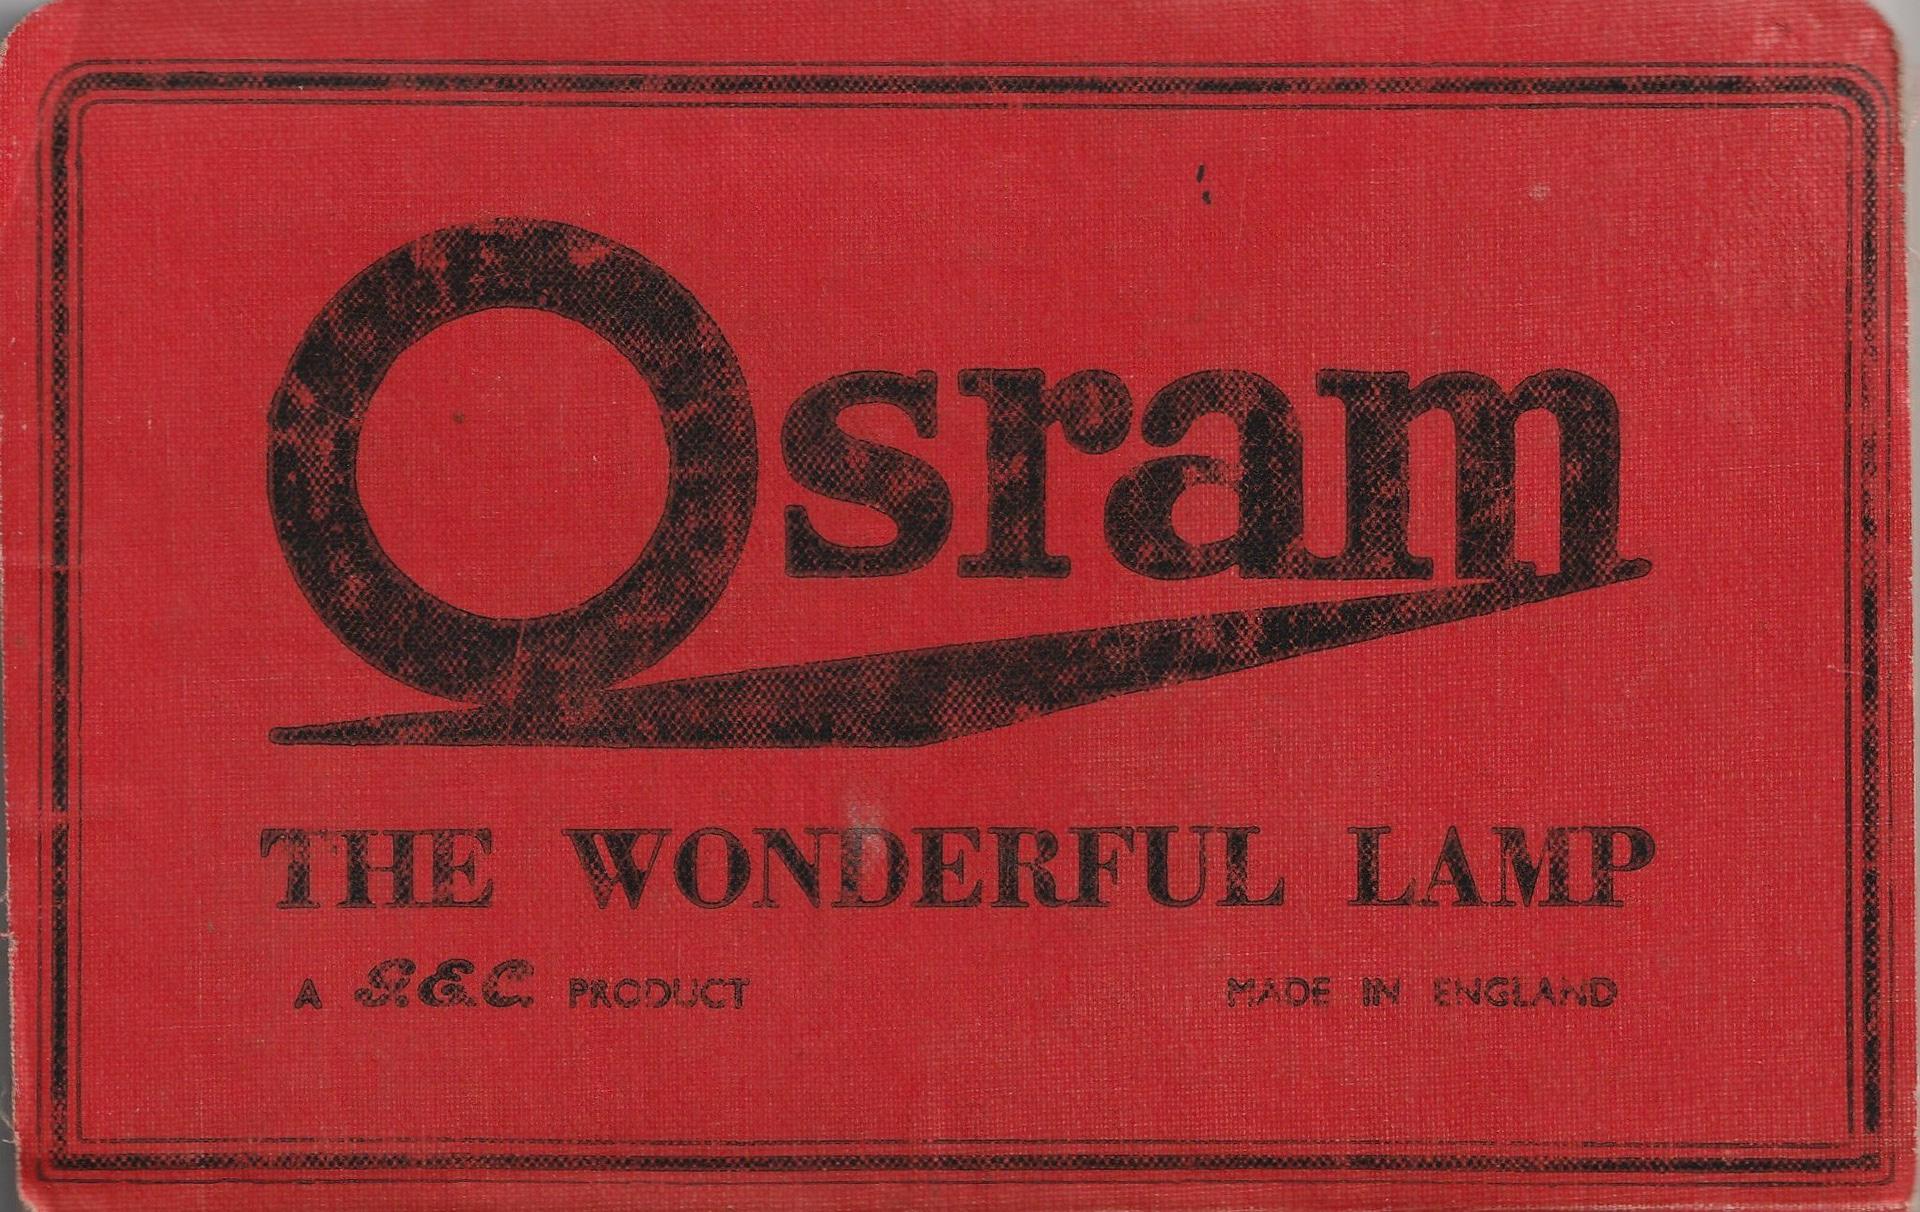 Osram
THE WONDERFUL LAMP
A G.E.C. PRODUCT MADE IN ENGLAND